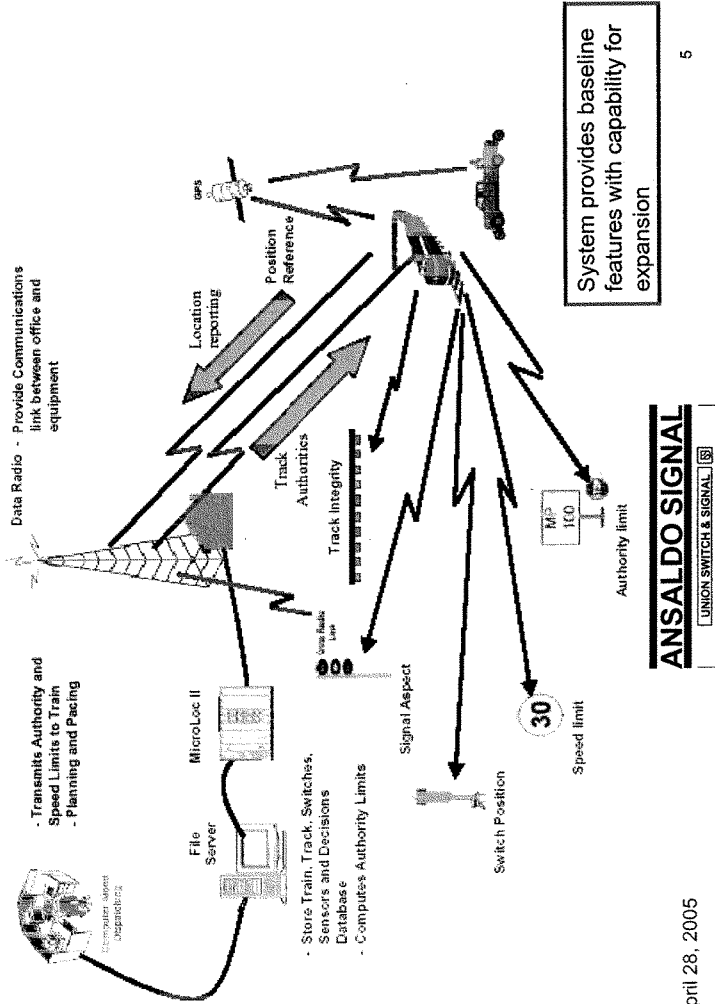 Data Radio - Provide Communications
link between office and
equipment
- Transmits Authority and
Speed Limits to Train
- Planning and Pacing
Dispatching
File
Server
MicroLoc II
- Store Train, Track, Switches,
Sensors and Decisions
Database
- Computes Authority Limits
GPS
Location
reporting
Position
Reference
Track
Authorities
Track Integrity
Link
Signal Aspect
Switch Position
30
Speed limit
MP
100
Authority limit
System provides baseline
features with capability for
expansion
ANSALDO SIGNAL
UNION SWITCH & SIGNAL
pril 28, 2005
5